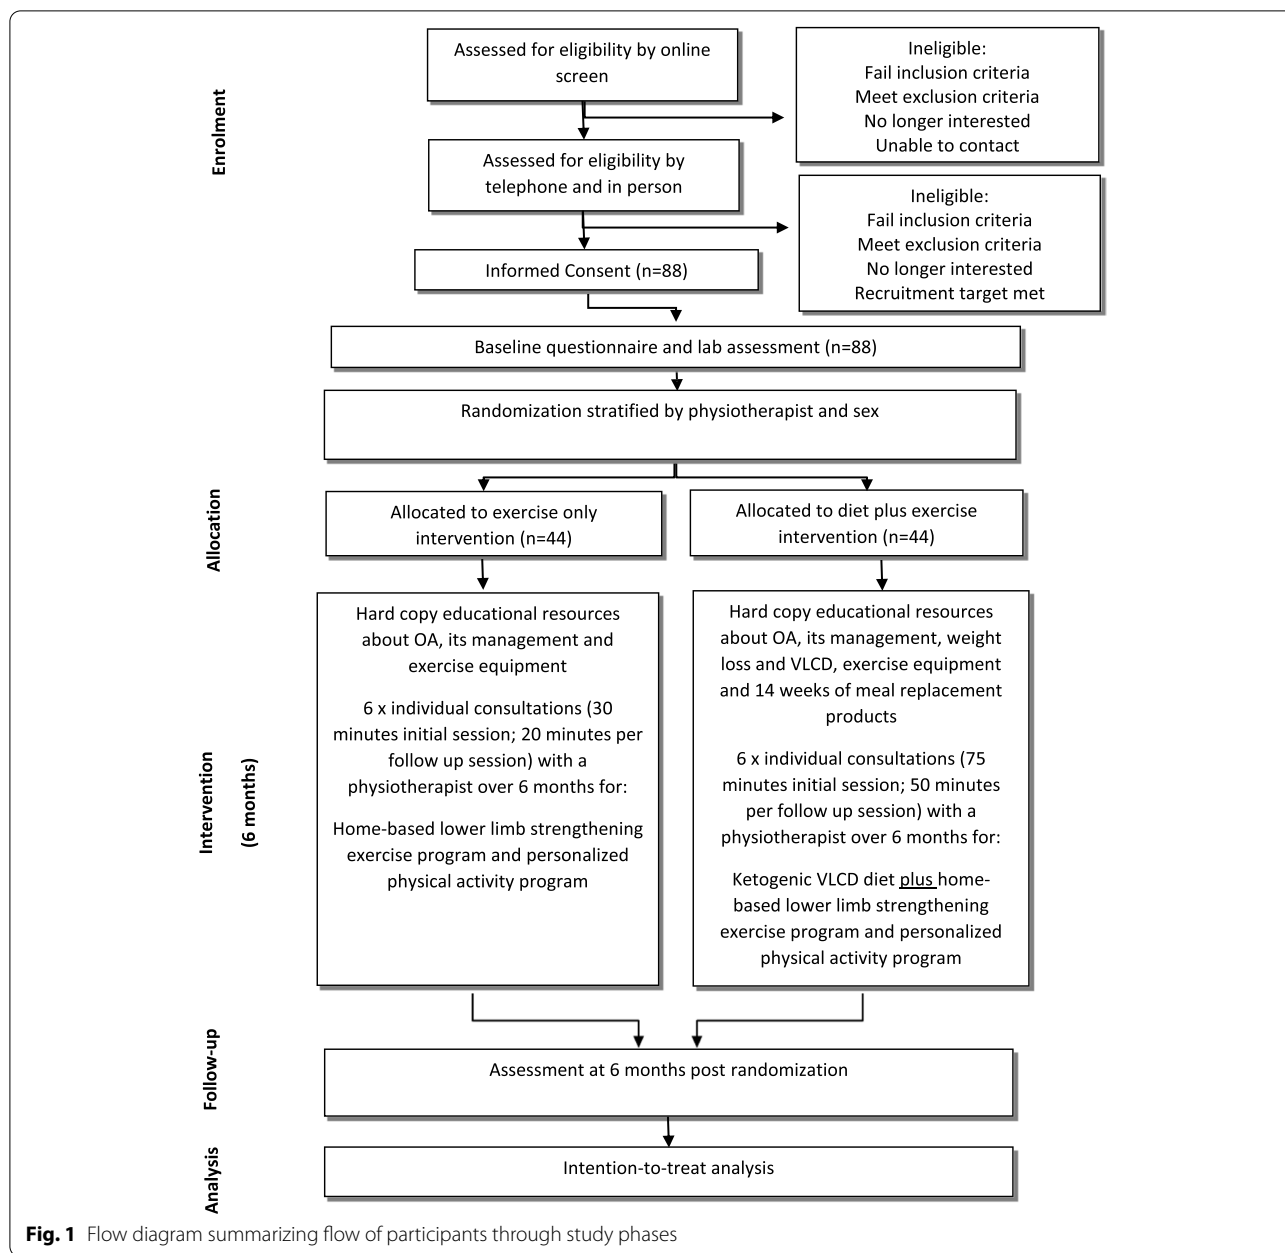 Enrolment
Assessed for eligibility by online
screen
Ineligible:
Fail inclusion criteria
Meet exclusion criteria
No longer interested
Unable to contact
Assessed for eligibility by
telephone and in person
Ineligible:
Fail inclusion criteria
Meet exclusion criteria
No longer interested
Recruitment target met
Informed Consent (n=88)
Baseline questionnaire and lab assessment (n=88)
Randomization stratified by physiotherapist and sex
Allocation
Allocated to exercise only
intervention (n=44)
Allocated to diet plus exercise
intervention (n=44)
Intervention
(6 months)
Hard copy educational resources
about OA, its management and
exercise equipment
6 x individual consultations (30
minutes initial session; 20 minutes per
follow up session) with a
physiotherapist over 6 months for:
Home-based lower limb strengthening
exercise program and personalized
physical activity program
Hard copy educational resources
about OA, its management, weight
loss and VLCD, exercise equipment
and 14 weeks of meal replacement
products
6 x individual consultations (75
minutes initial session; 50 minutes
per follow up session) with a
physiotherapist over 6 months for:
Ketogenic VLCD diet plus home-
based lower limb strengthening
exercise program and personalized
physical activity program
Follow-up
Assessment at 6 months post randomization
Analysis
Intention-to-treat analysis
Fig. 1 Flow diagram summarizing flow of participants through study phases